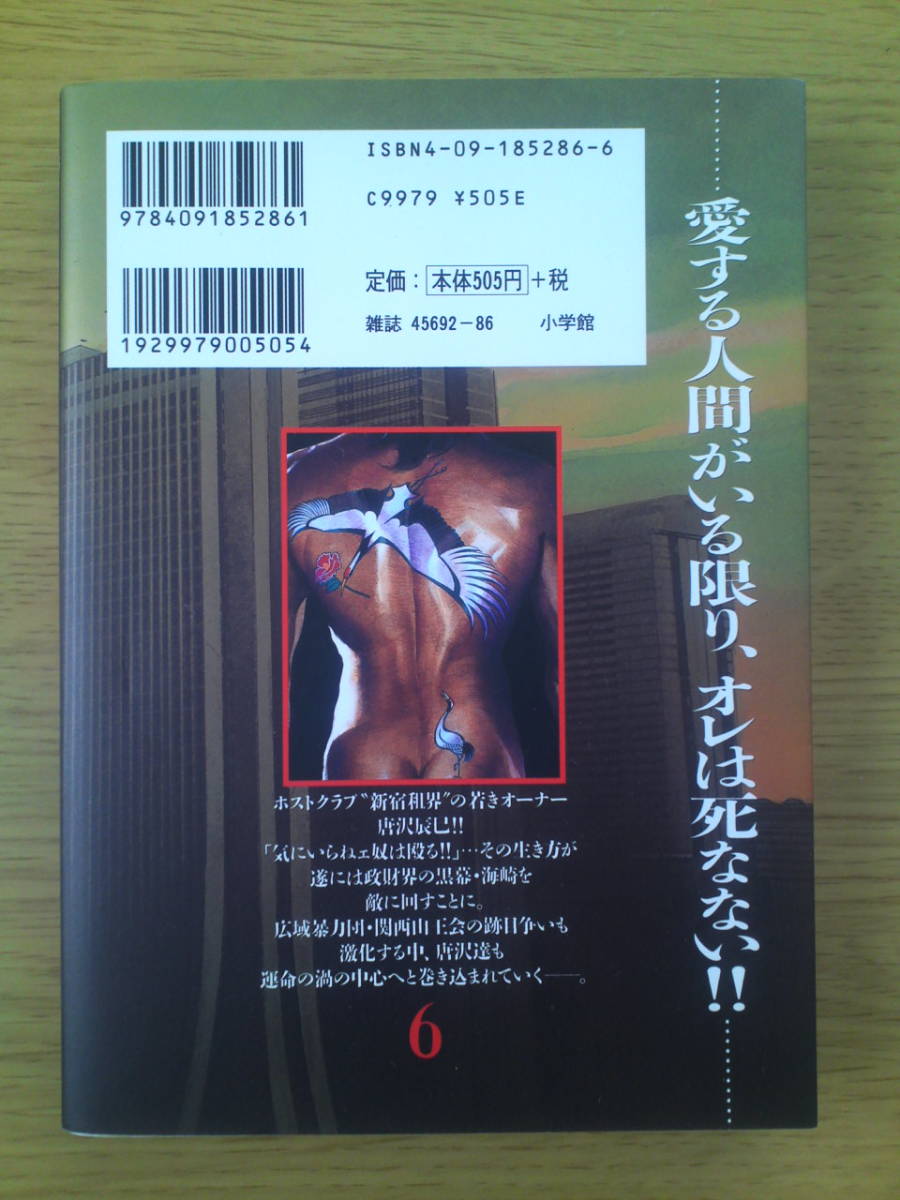 ISBN4-09-185286-6
C9979 ¥505E
9784091852861
定価：本体505円+税
雑誌 45692-86 小学館
1929979005054
……愛する人間がいる限り、オレは死なない!!……
ホストクラブ〝新宿租界〟の若きオーナー
唐沢辰巳!!
「気にいらねェ奴は殴る!!」…その生き方が
遂には政財界の黒幕・海崎を
敵に回すことに。
広域暴力団・関西山王会の跡目争いも
激化する中、唐沢達も
運命の渦の中心へと巻き込まれていく――。
6